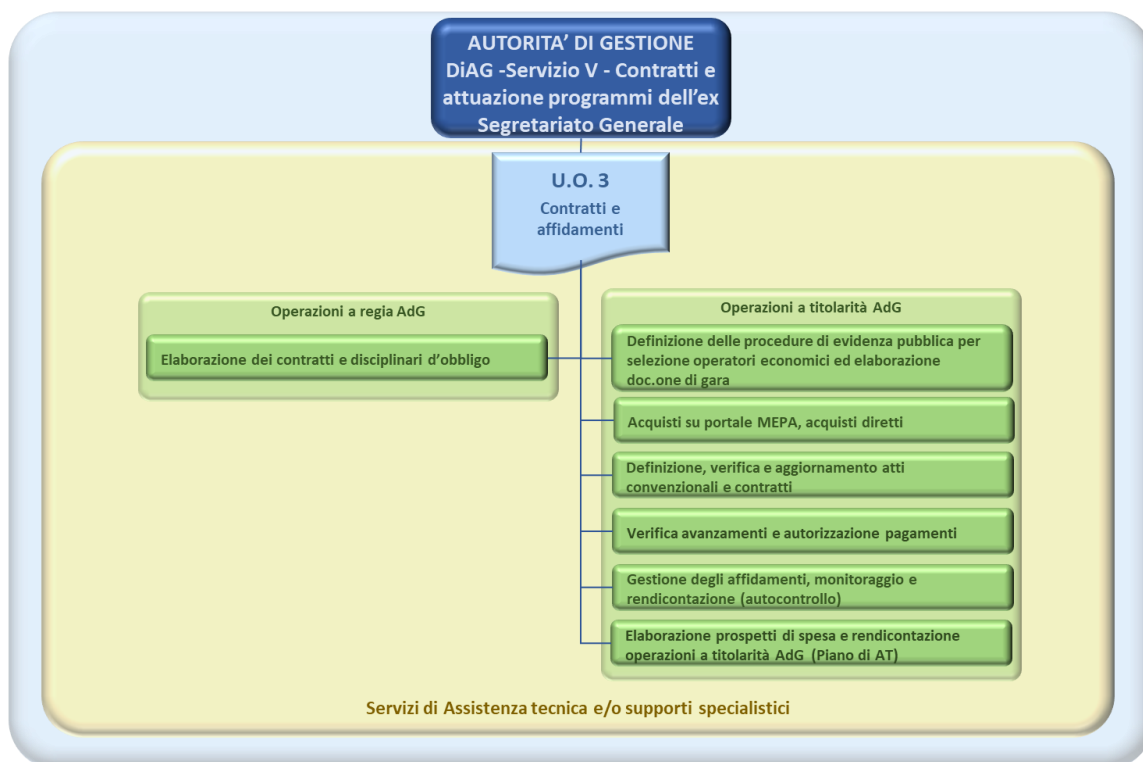 AUTORITA' DI GESTIONE
DiAG -Servizio V - Contratti e
attuazione programmi dell'ex
Segretariato Generale
U.O. 3
Contratti e
affidamenti
Operazioni a regia AdG
Elaborazione dei contratti e disciplinari d'obbligo
Operazioni a titolarità AdG
Definizione delle procedure di evidenza pubblica per
selezione operatori economici ed elaborazione
doc.one di gara
Acquisti su portale MEPA, acquisti diretti
Definizione, verifica e aggiornamento atti
convenzionali e contratti
Verifica avanzamenti e autorizzazione pagamenti
Gestione degli affidamenti, monitoraggio e
rendicontazione (autocontrollo)
Elaborazione prospetti di spesa e rendicontazione
operazioni a titolarità AdG (Piano di AT)
Servizi di Assistenza tecnica e/o supporti specialistici